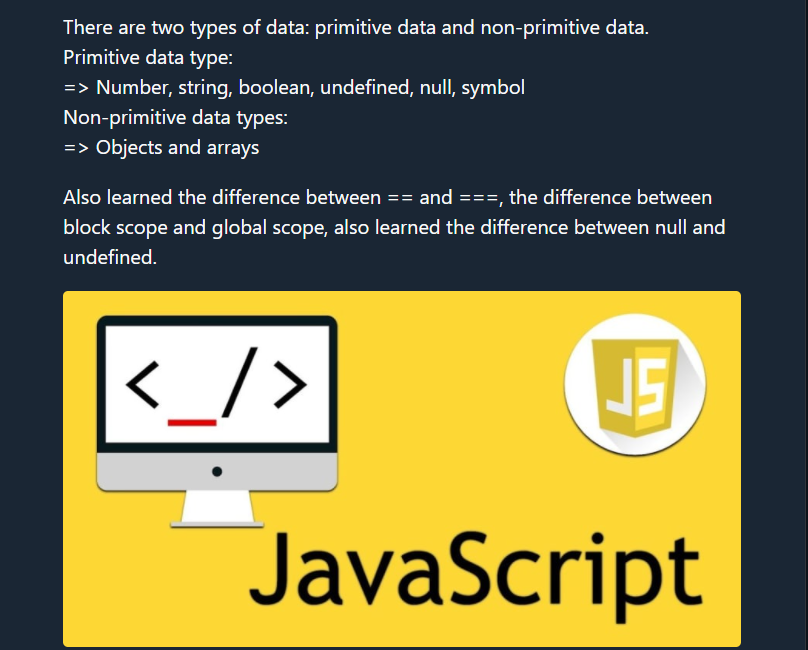 There are two types of data: primitive data and non-primitive data.
Primitive data type:
=> Number, string, boolean, undefined, null, symbol
Non-primitive data types:
=> Objects and arrays
Also learned the difference between == and ===, the difference between
block scope and global scope, also learned the difference between null and
undefined.
<_/>
JS
JavaScript